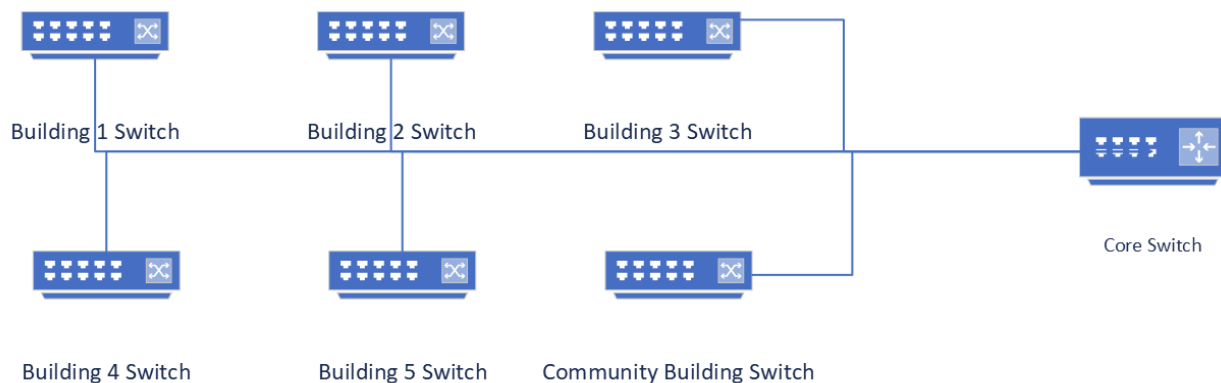 Building 1 Switch
Building 2 Switch
Building 3 Switch
Core Switch
Building 4 Switch
Building 5 Switch
Community Building Switch